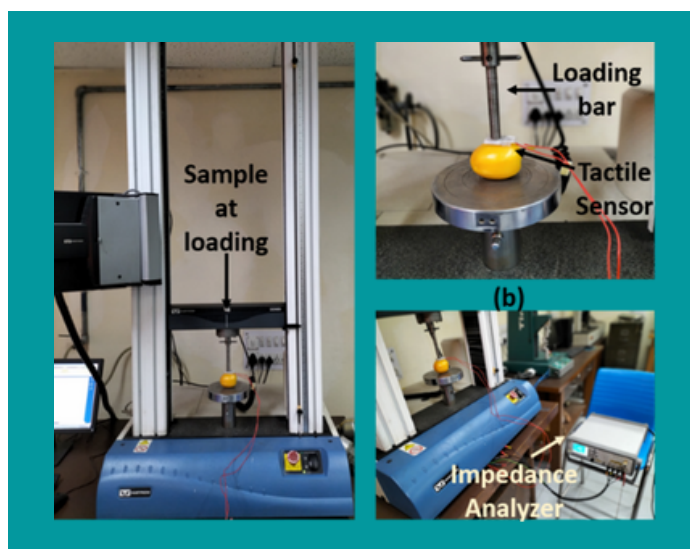 Sample
at
loading
Loading
bar
Tactile
Sensor
(b)
Impedance
Analyzer